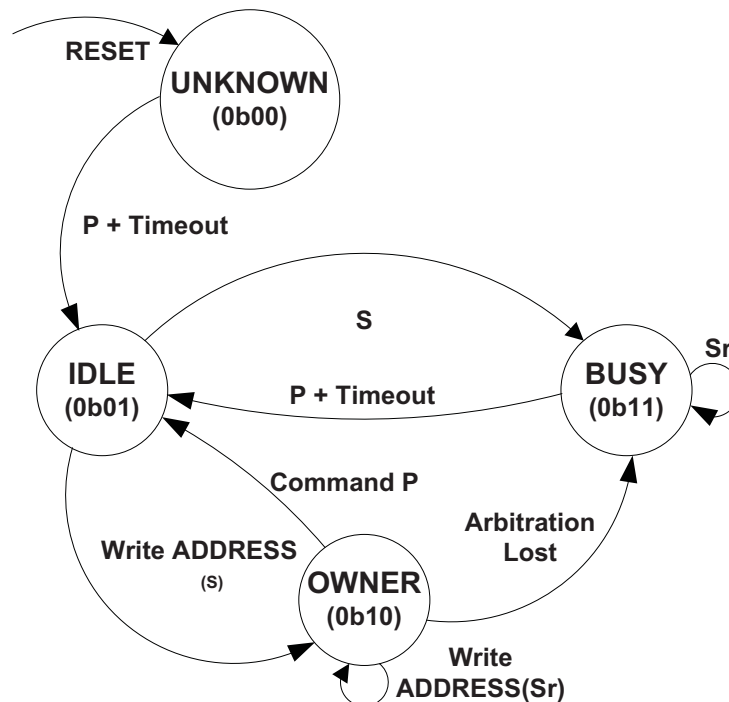 RESET
UNKNOWN
(0b00)
P + Timeout
S
Sr
IDLE
(0b01)
BUSY
(0b11)
P + Timeout
Command P
Arbitration
Lost
Write ADDRESS
(S)
OWNER
(0b10)
Write
ADDRESS(Sr)